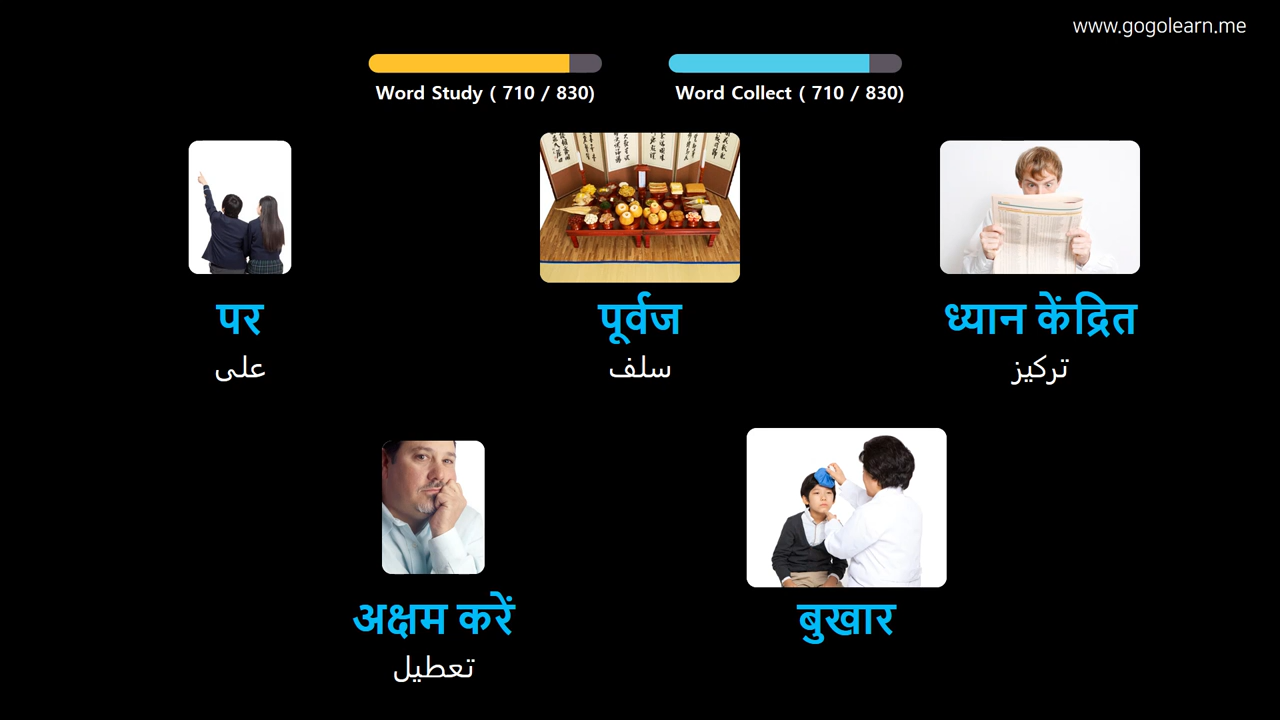 www.gogolearn.me
Word Study ( 710 / 830)
Word Collect ( 710 / 830)
पर
على
पूर्वज
سلف
ध्यान केंद्रित
تركيز
अक्षम करें
تعطيل
बुखार